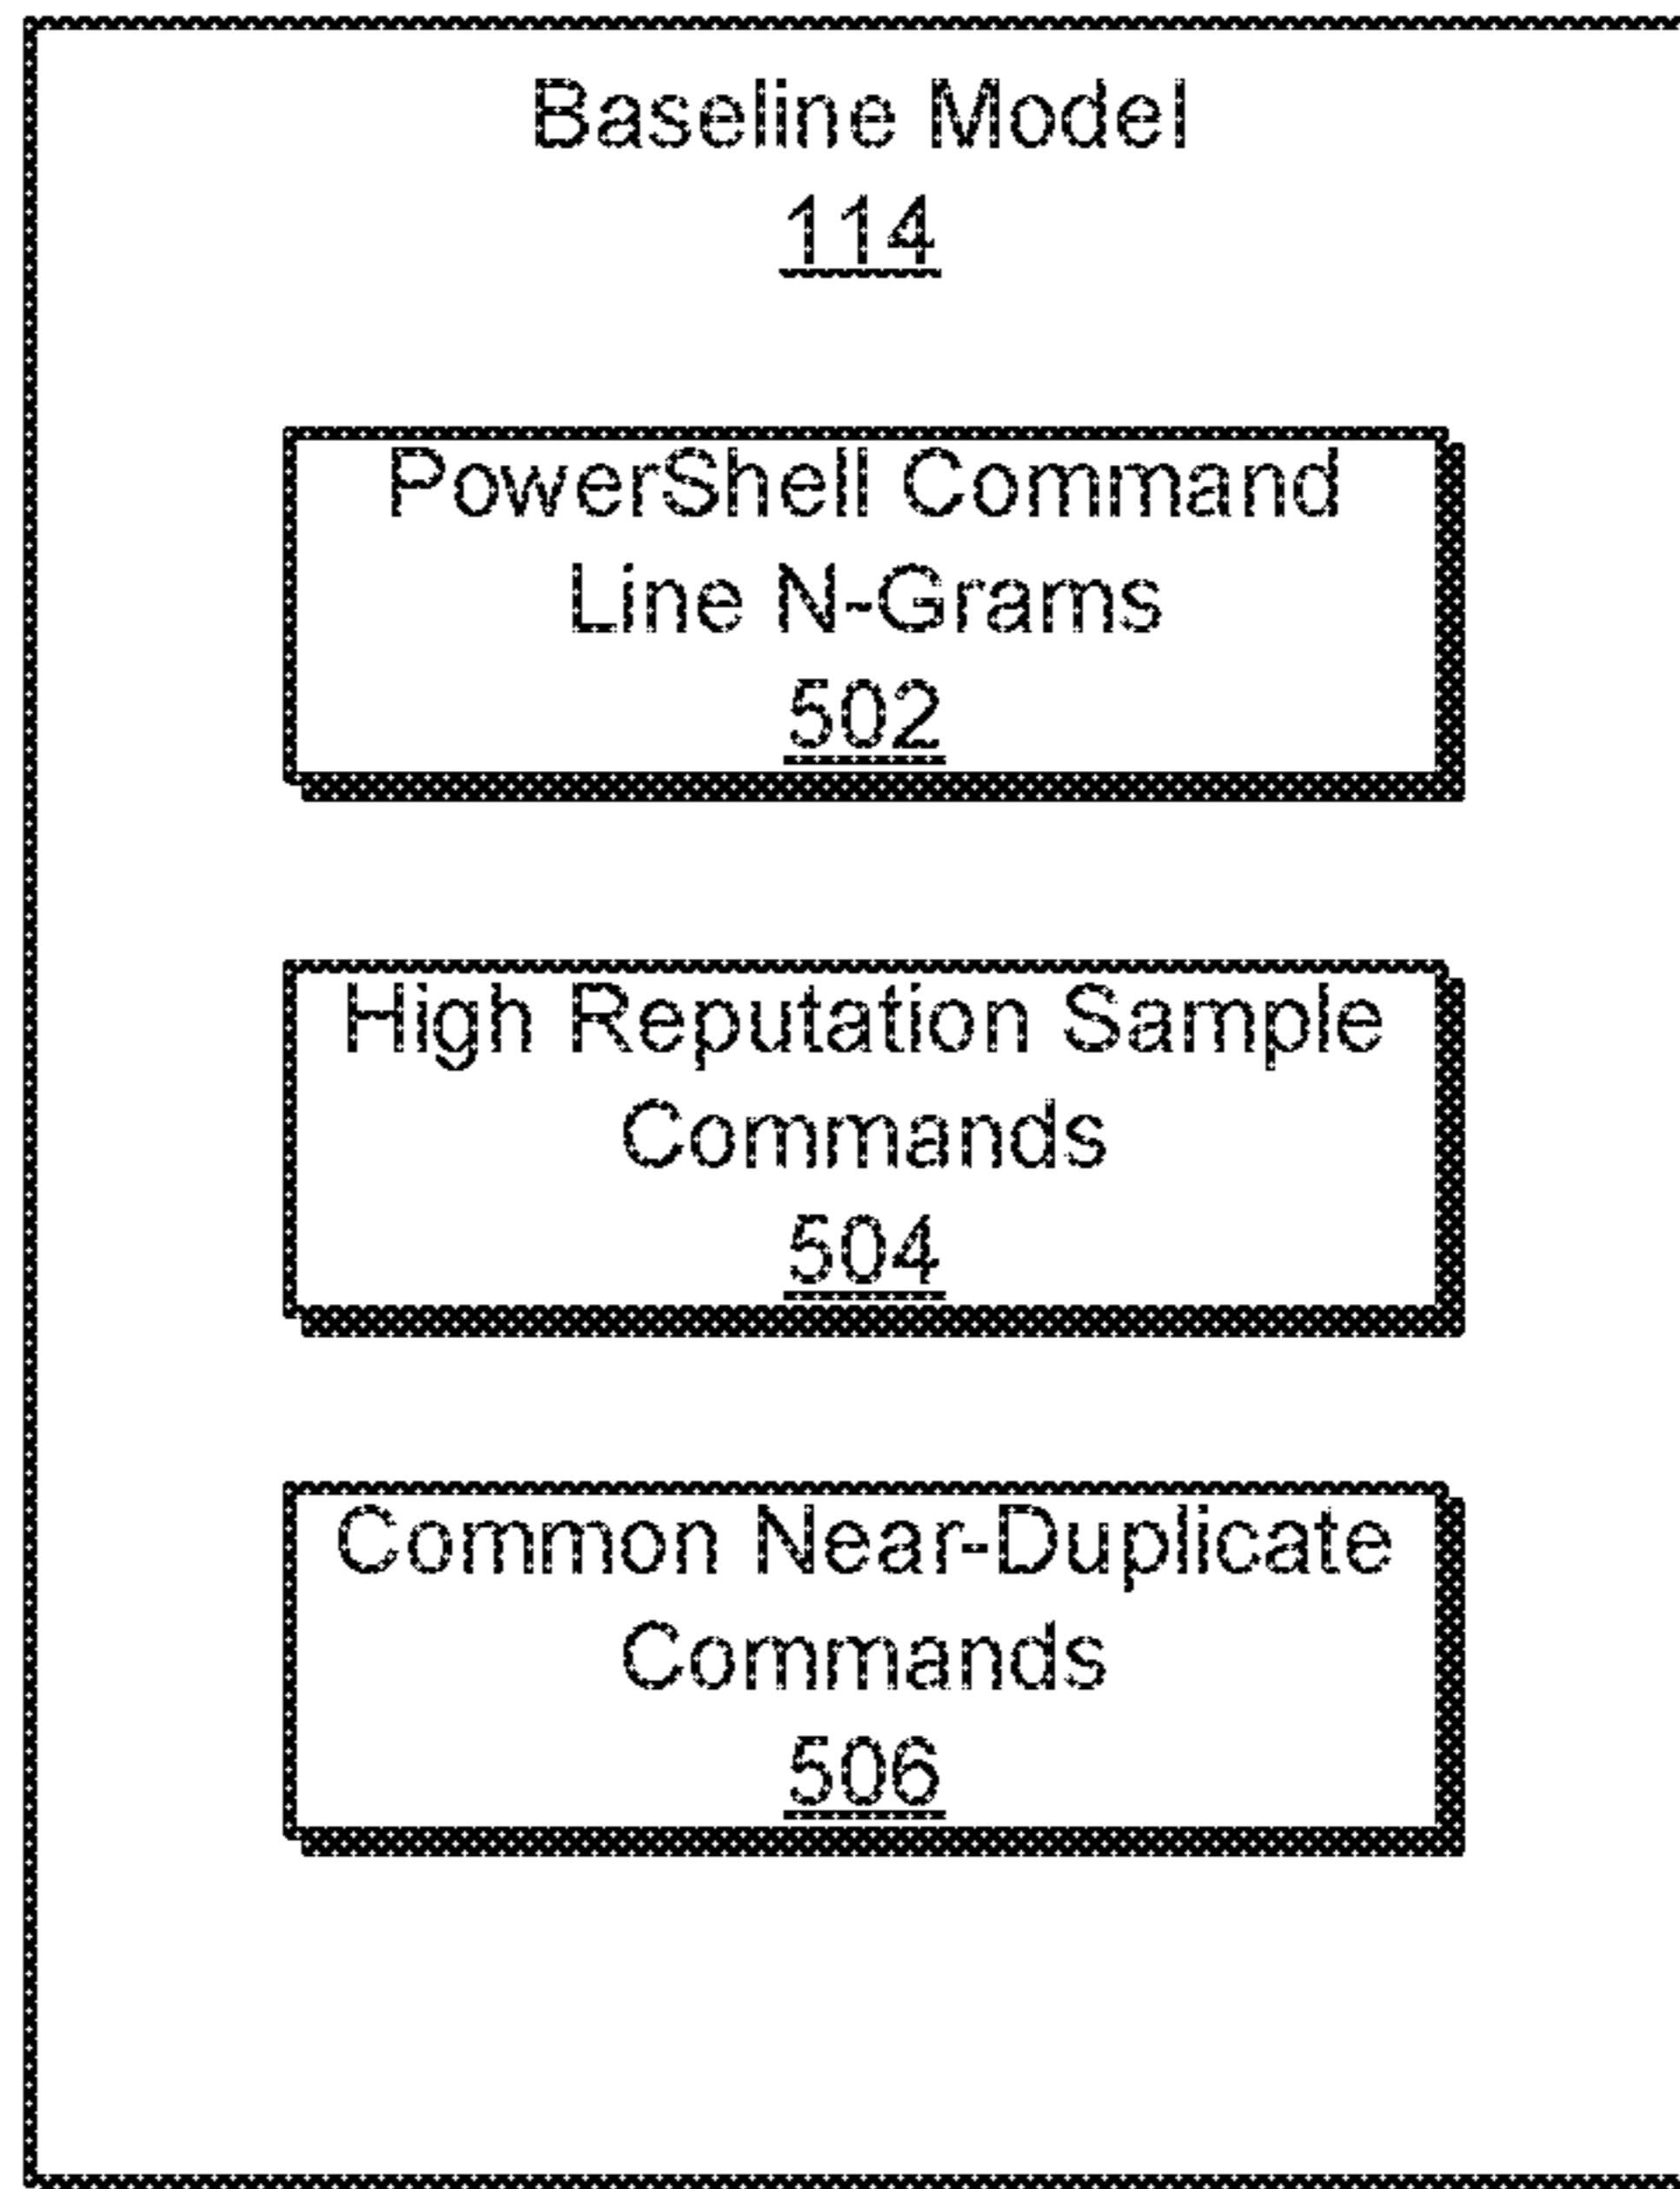 Baseline Model
114
PowerShell Command
Line N-Grams
502
High Reputation Sample
Commands
504
Common Near-Duplicate
Commands
506